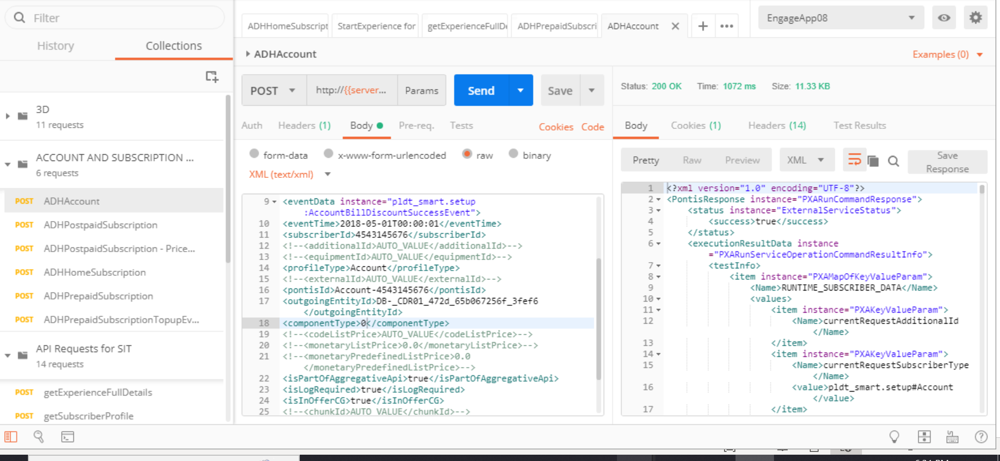 Filter
History
Collections
3D
11 requests
ACCOUNT AND SUBSCRIPTION ...
6 requests
POST ADHAccount
POST ADHPostpaidSubscription
POST ADHPostpaidSubscription - Price...
POST ADHHomeSubscription
POST ADHPrepaidSubscription
POST ADHPrepaidSubscriptionTopupEv...
API Requests for SIT
14 requests
POST getExperienceFullDetails
POST getSubscriberProfile
ADHHomeSubscript
StartExperience for
getExperienceFullD
ADHPrepaidSubscri
ADHAccount
EngageApp08
ADHAccount
Examples (0)
POST
http://{{server...
Params
Send
Save
Auth
Headers (1)
Body
Pre-req.
Tests
Cookies
Code
form-data
x-www-form-urlencoded
raw
binary
XML (text/xml)
9 <eventData instance="pldt_smart.setup
:AccountBillDiscountSuccessEvent">
10 <eventTime>2018-05-01T00:00:01</eventTime>
11 <subscriberId>4543145676</subscriberId>
12 <!--<additionalId>AUTO_VALUE</additionalId>-->
13 <!--<equipmentId>AUTO_VALUE</equipmentId>-->
14 <profileType>Account</profileType>
15 <!--<externalId>AUTO_VALUE</externalId>-->
16 <pontisId>Account-4543145676</pontisId>
17 <outgoingEntityId>DB-_CDR01_472d_65b067256f_3fef6
</outgoingEntityId>
18 <componentType>0</componentType>
19 <!--<codeListPrice>AUTO_VALUE</codeListPrice>-->
20 <!--<monetaryListPrice>0.0</monetaryListPrice>-->
21 <!--<monetaryPredefinedListPrice>0.0
</monetaryPredefinedListPrice>-->
22 <isPartOfAggregativeApi>true</isPartOfAggregativeApi>
23 <isLogRequired>true</isLogRequired>
24 <isInOfferCG>true</isInOfferCG>
25 <!--<chunkId>AUTO VALUE</chunkId>-->
Status: 200 OK
Time: 1072 ms
Size: 11.33 KB
Body
Cookies (1)
Headers (14)
Test Results
Pretty
Raw
Preview
XML
Save
Response
1 <?xml version="1.0" encoding="UTF-8"?>
2 <PontisResponse instance="PXARunCommandResponse">
3 <status instance="ExternalServiceStatus">
4 <success>true</success>
5 </status>
6 <executionResultData instance
="PXARunServiceOperationCommandResultInfo">
7 <testInfo>
8 <item instance="PXAMapOfKeyValueParam">
9 <Name>RUNTIME_SUBSCRIBER_DATA</Name>
10 <values>
11 <item instance="PXAKeyValueParam">
12 <Name>currentRequestAdditionalId
</Name>
13 </item>
14 <item instance="PXAKeyValueParam">
15 <Name>currentRequestSubscriberType
</Name>
16 <value>pldt_smart.setup#Account
</value>
17 </item>